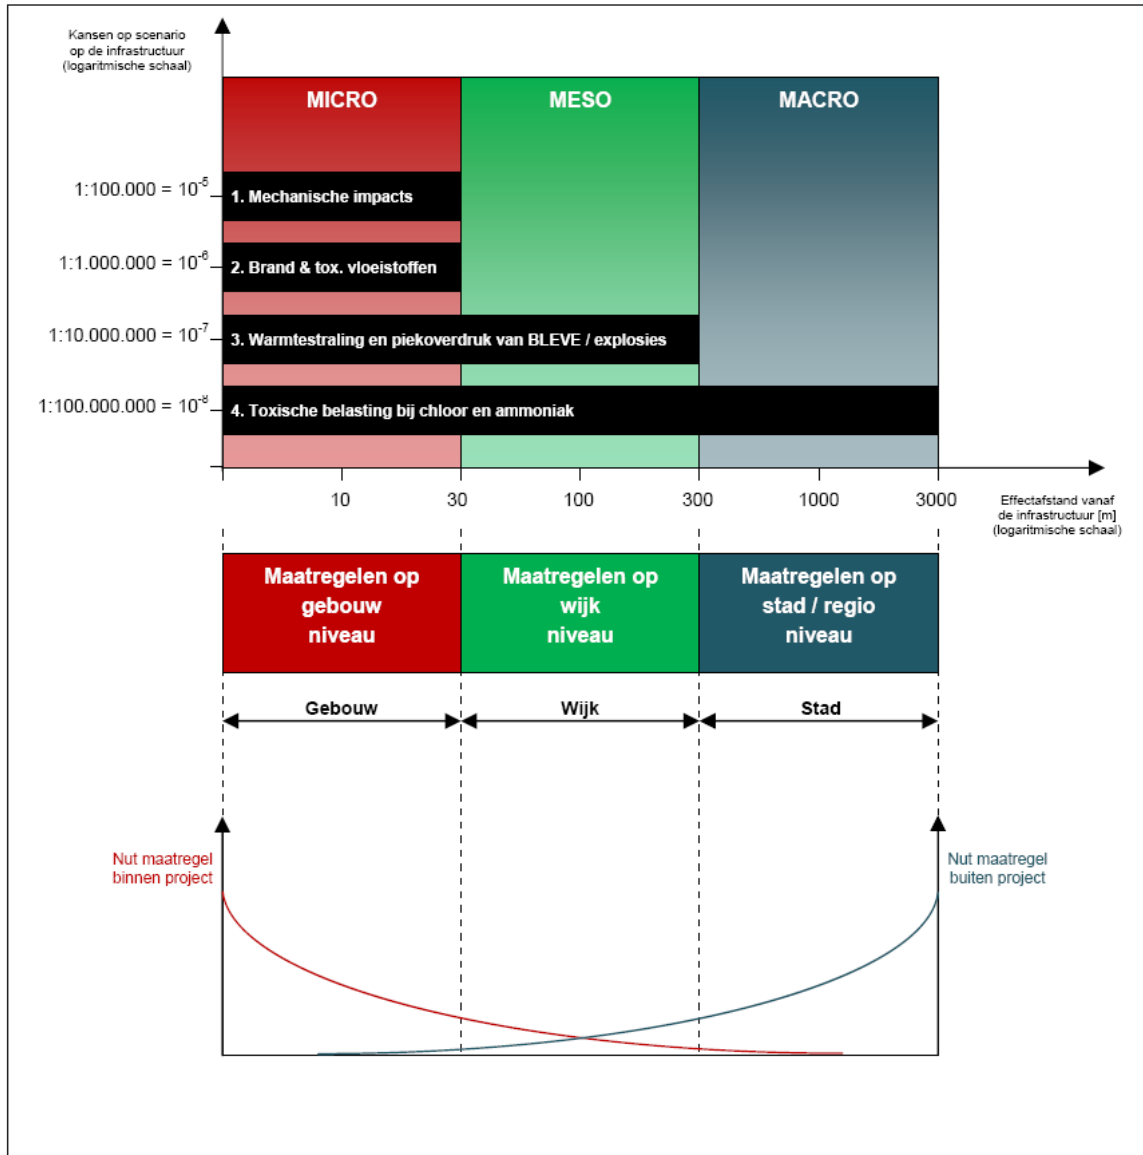 Kansen op scenario
op de infrastructuur
(logaritmische schaal)
MICRO
MESO
MACRO
1:100.000 = 10^-5
1. Mechanische impacts
1:1.000.000 = 10^-6
2. Brand & tox. vloeistoffen
1:10.000.000 = 10^-7
3. Warmtestraling en piekoverdruk van BLEVE / explosies
1:100.000.000 = 10^-8
4. Toxische belasting bij chloor en ammoniak
10
30
100
300
1000
3000
Effectafstand vanaf
de infrastructuur [m]
(logaritmische schaal)
Maatregelen op
gebouw
niveau
Maatregelen op
wijk
niveau
Maatregelen op
stad / regio
niveau
Gebouw
Wijk
Stad
Nut maatregel
binnen project
Nut maatregel
buiten project